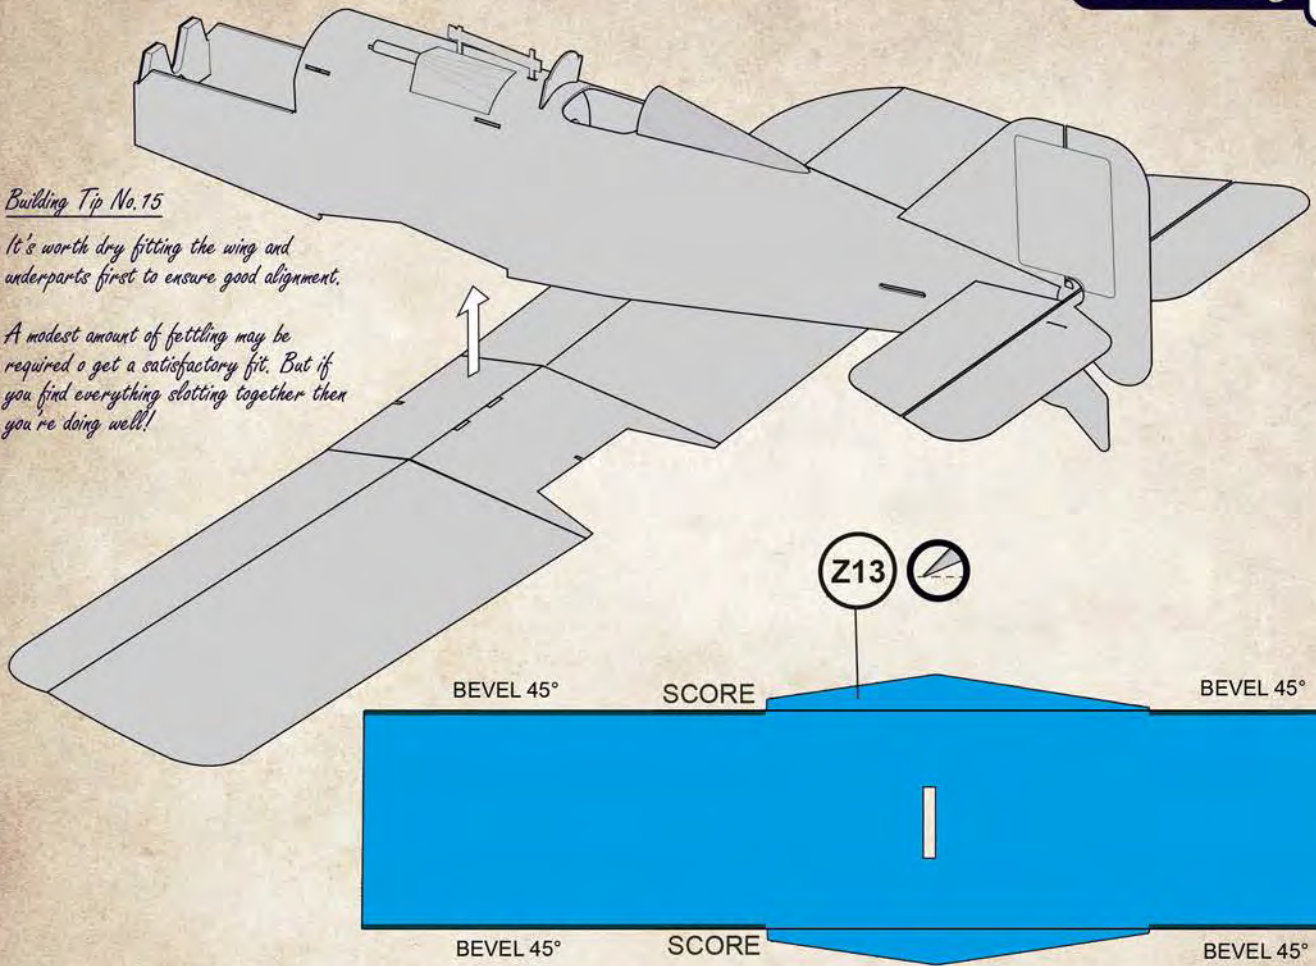 Building Tip No.15
It's worth dry fitting the wing and
underparts first to ensure good alignment.
A modest amount of fettling may be
required o get a satisfactory fit. But if
you find everything slotting together then
you're doing well!
Z13
BEVEL 45°
SCORE
BEVEL 45°
BEVEL 45°
SCORE
BEVEL 45°